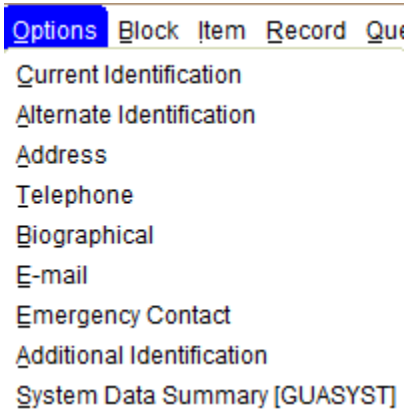 Options Block Item Record Que
Current Identification
Alternate Identification
Address
Telephone
Biographical
E-mail
Emergency Contact
Additional Identification
System Data Summary [GUASYST]